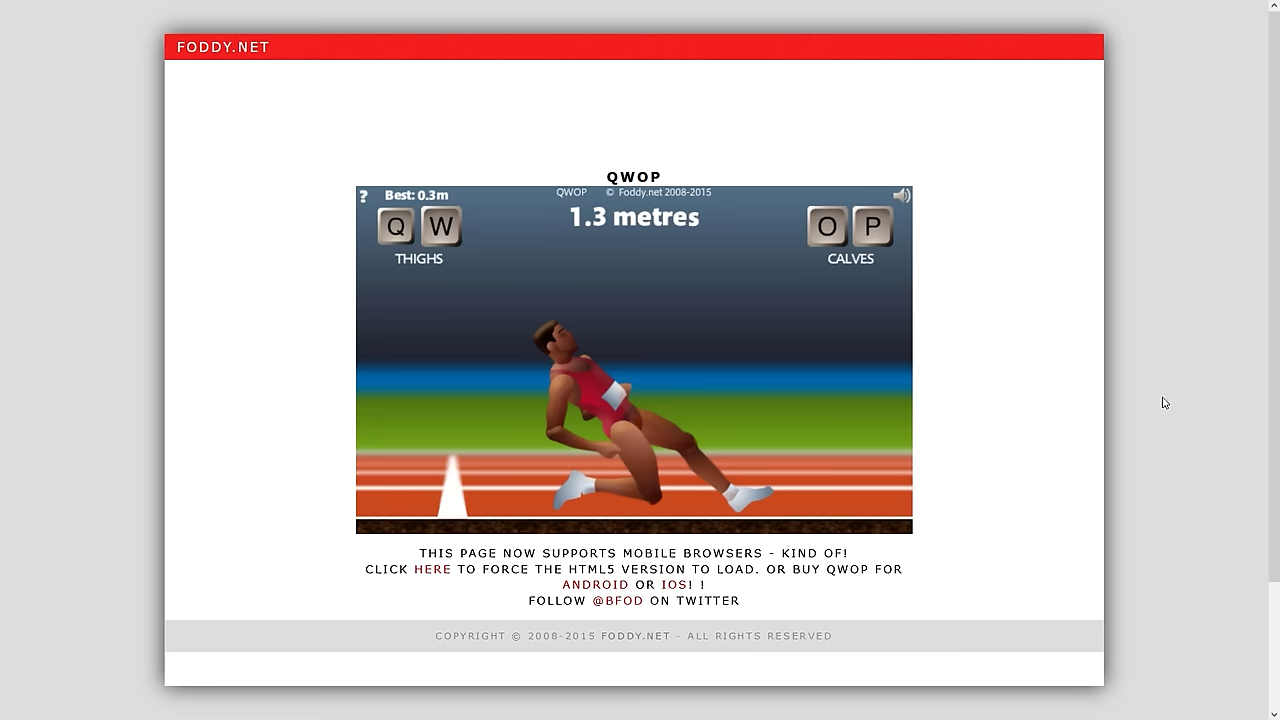 FODDY.NET
QWOP
? Best: 0.3m QWOP © Foddy.net 2008-2015
1.3 metres
Q W O P
THIGHS CALVES
THIS PAGE NOW SUPPORTS MOBILE BROWSERS - KIND OF!
CLICK HERE TO FORCE THE HTML5 VERSION TO LOAD. OR BUY QWOP FOR
ANDROID OR IOS! !
FOLLOW @BFOD ON TWITTER
COPYRIGHT © 2008-2015 FODDY.NET - ALL RIGHTS RESERVED